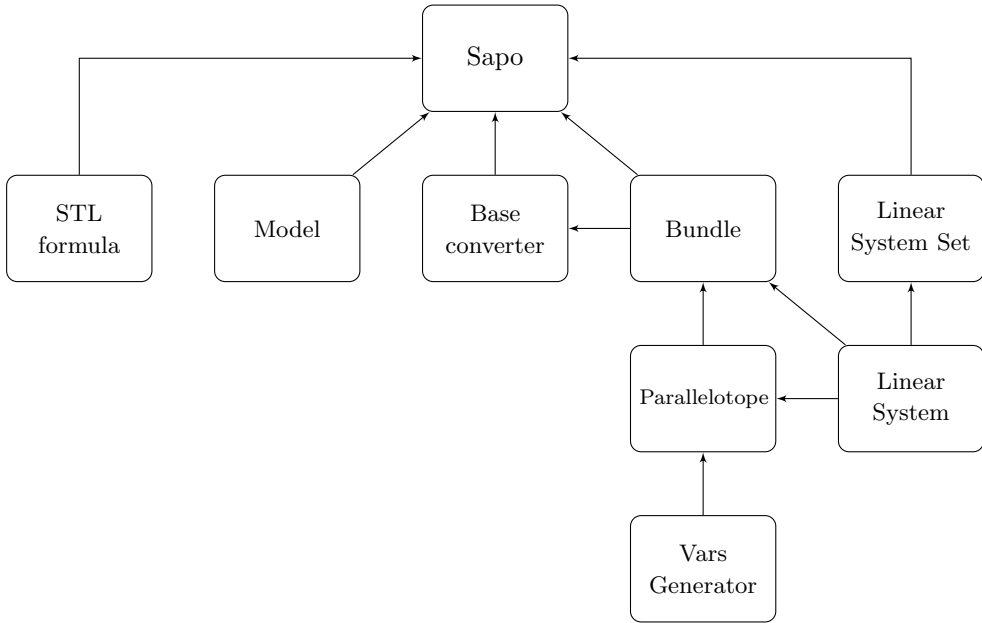 Sapo
STL
formula
Model
Base
converter
Bundle
Linear
System Set
Parallelotope
Linear
System
Vars
Generator